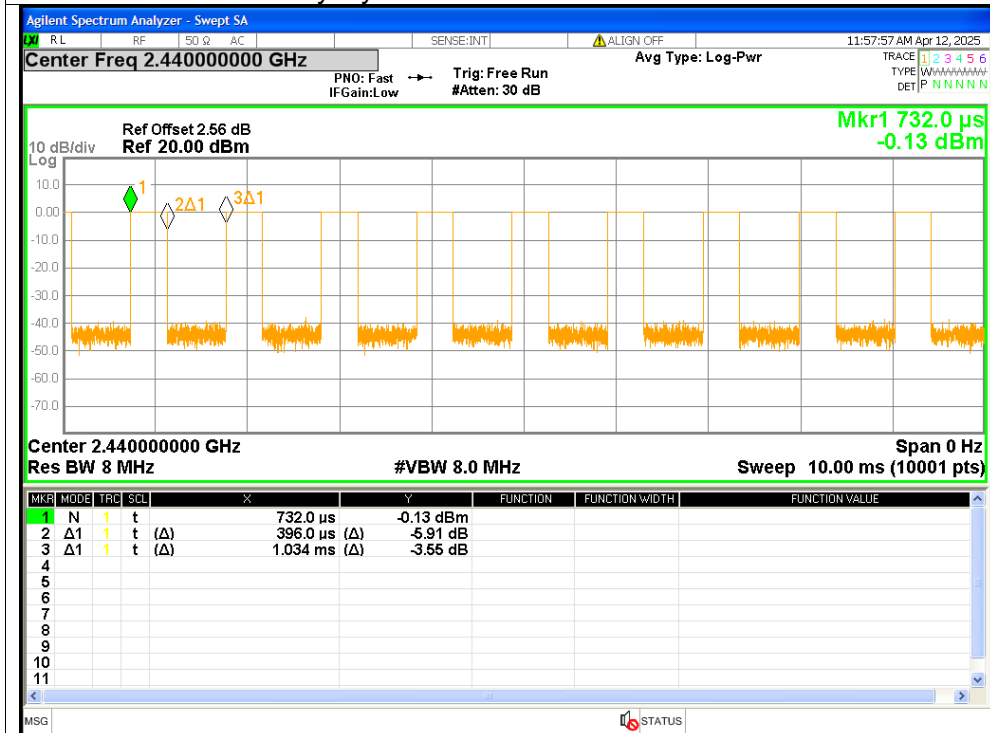 Agilent Spectrum Analyzer - Swept SA
LXI RL RF 50 Ω AC SENSE:INT ALIGN OFF 11:57:57 AM Apr 12, 2025
Center Freq 2.440000000 GHz Avg Type: Log-Pwr TRACE 1 2 3 4 5 6
PNO: Fast Trig: Free Run TYPE WWWWWW
IFGain:Low #Atten: 30 dB DET P N N N N N
Mkr1 732.0 µs
-0.13 dBm
Ref Offset 2.56 dB
10 dB/div Ref 20.00 dBm
Log
10.0
0.00
-10.0
-20.0
-30.0
-40.0
-50.0
-60.0
-70.0
1
2Δ1
3Δ1
Center 2.440000000 GHz Span 0 Hz
Res BW 8 MHz #VBW 8.0 MHz Sweep 10.00 ms (10001 pts)
MKR MODE TRC SCL X Y FUNCTION FUNCTION WIDTH FUNCTION VALUE
1 N 1 t 732.0 µs -0.13 dBm
2 Δ1 1 t (Δ) 396.0 µs (Δ) -5.91 dB
3 Δ1 1 t (Δ) 1.034 ms (Δ) -3.55 dB
4
5
6
7
8
9
10
11
MSG STATUS